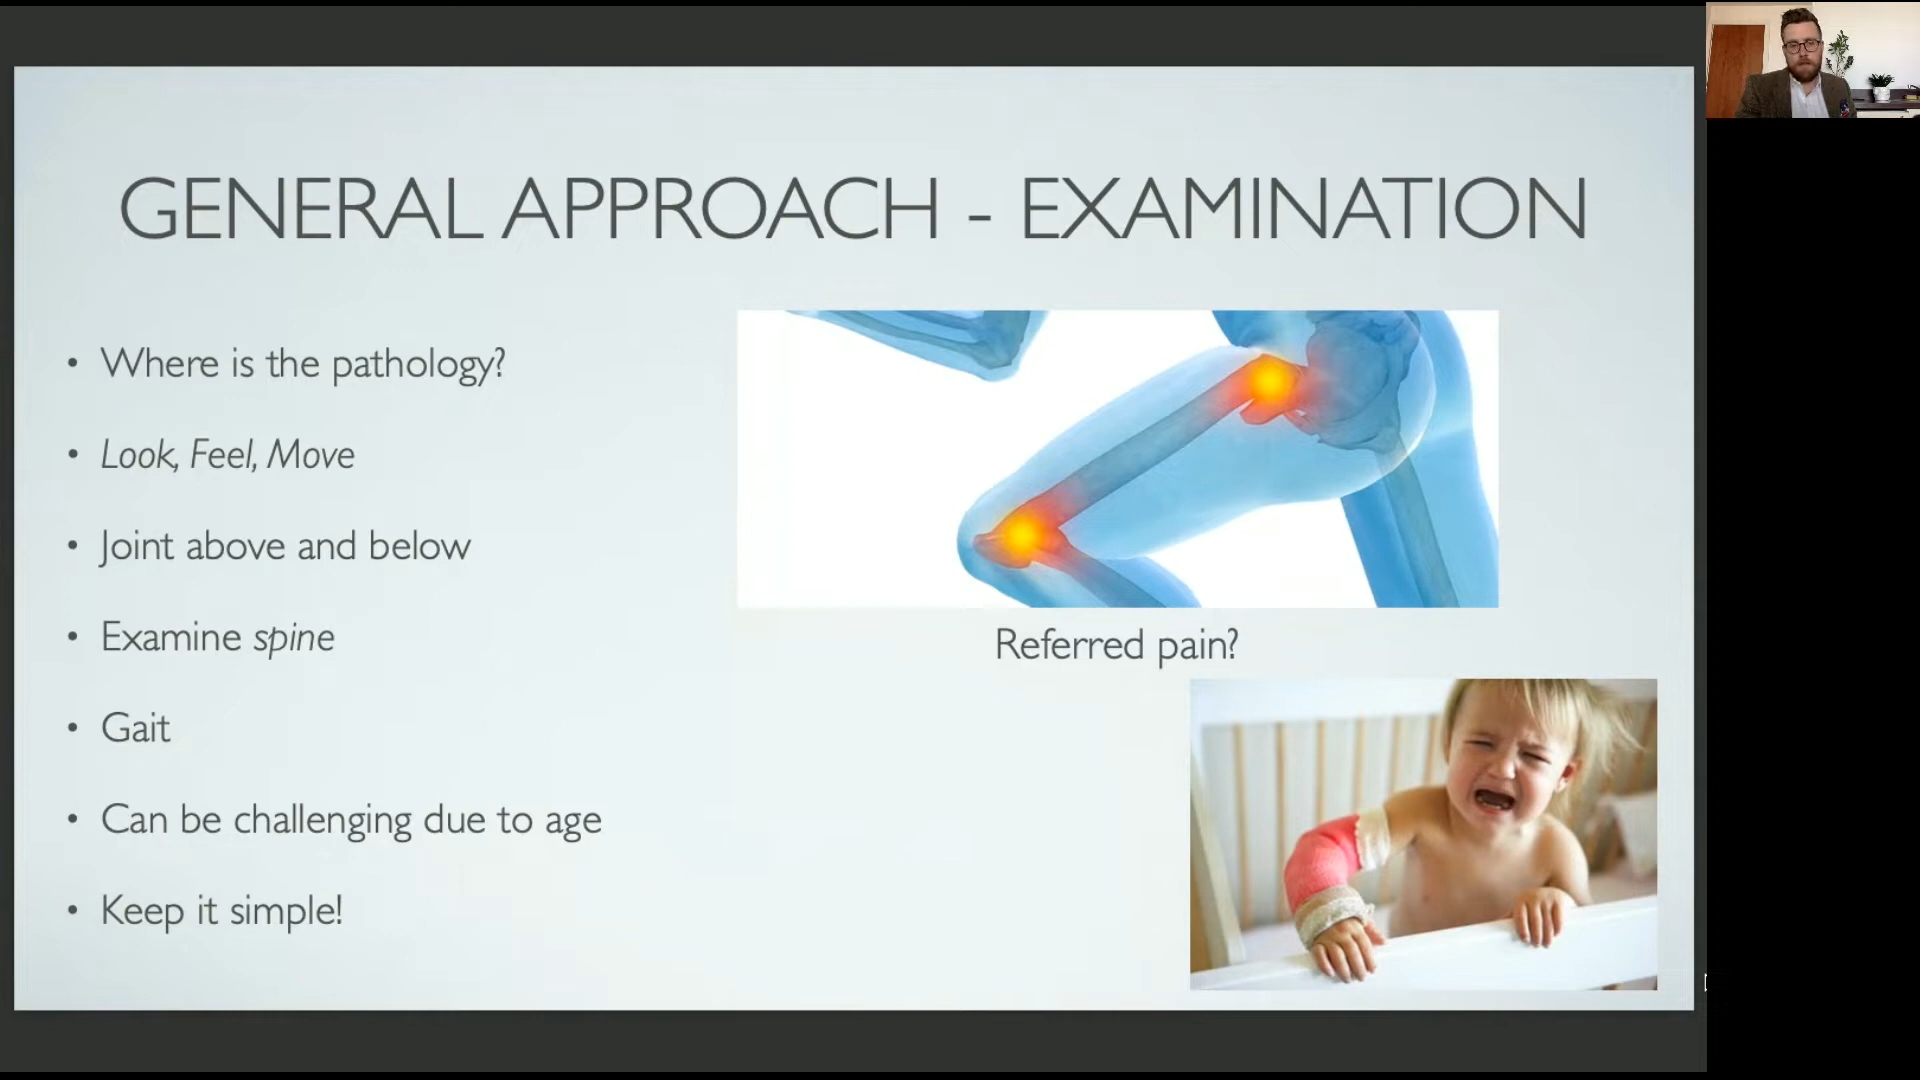 GENERAL APPROACH - EXAMINATION
• Where is the pathology?
• Look, Feel, Move
• Joint above and below
• Examine spine
• Gait
• Can be challenging due to age
• Keep it simple!
Referred pain?